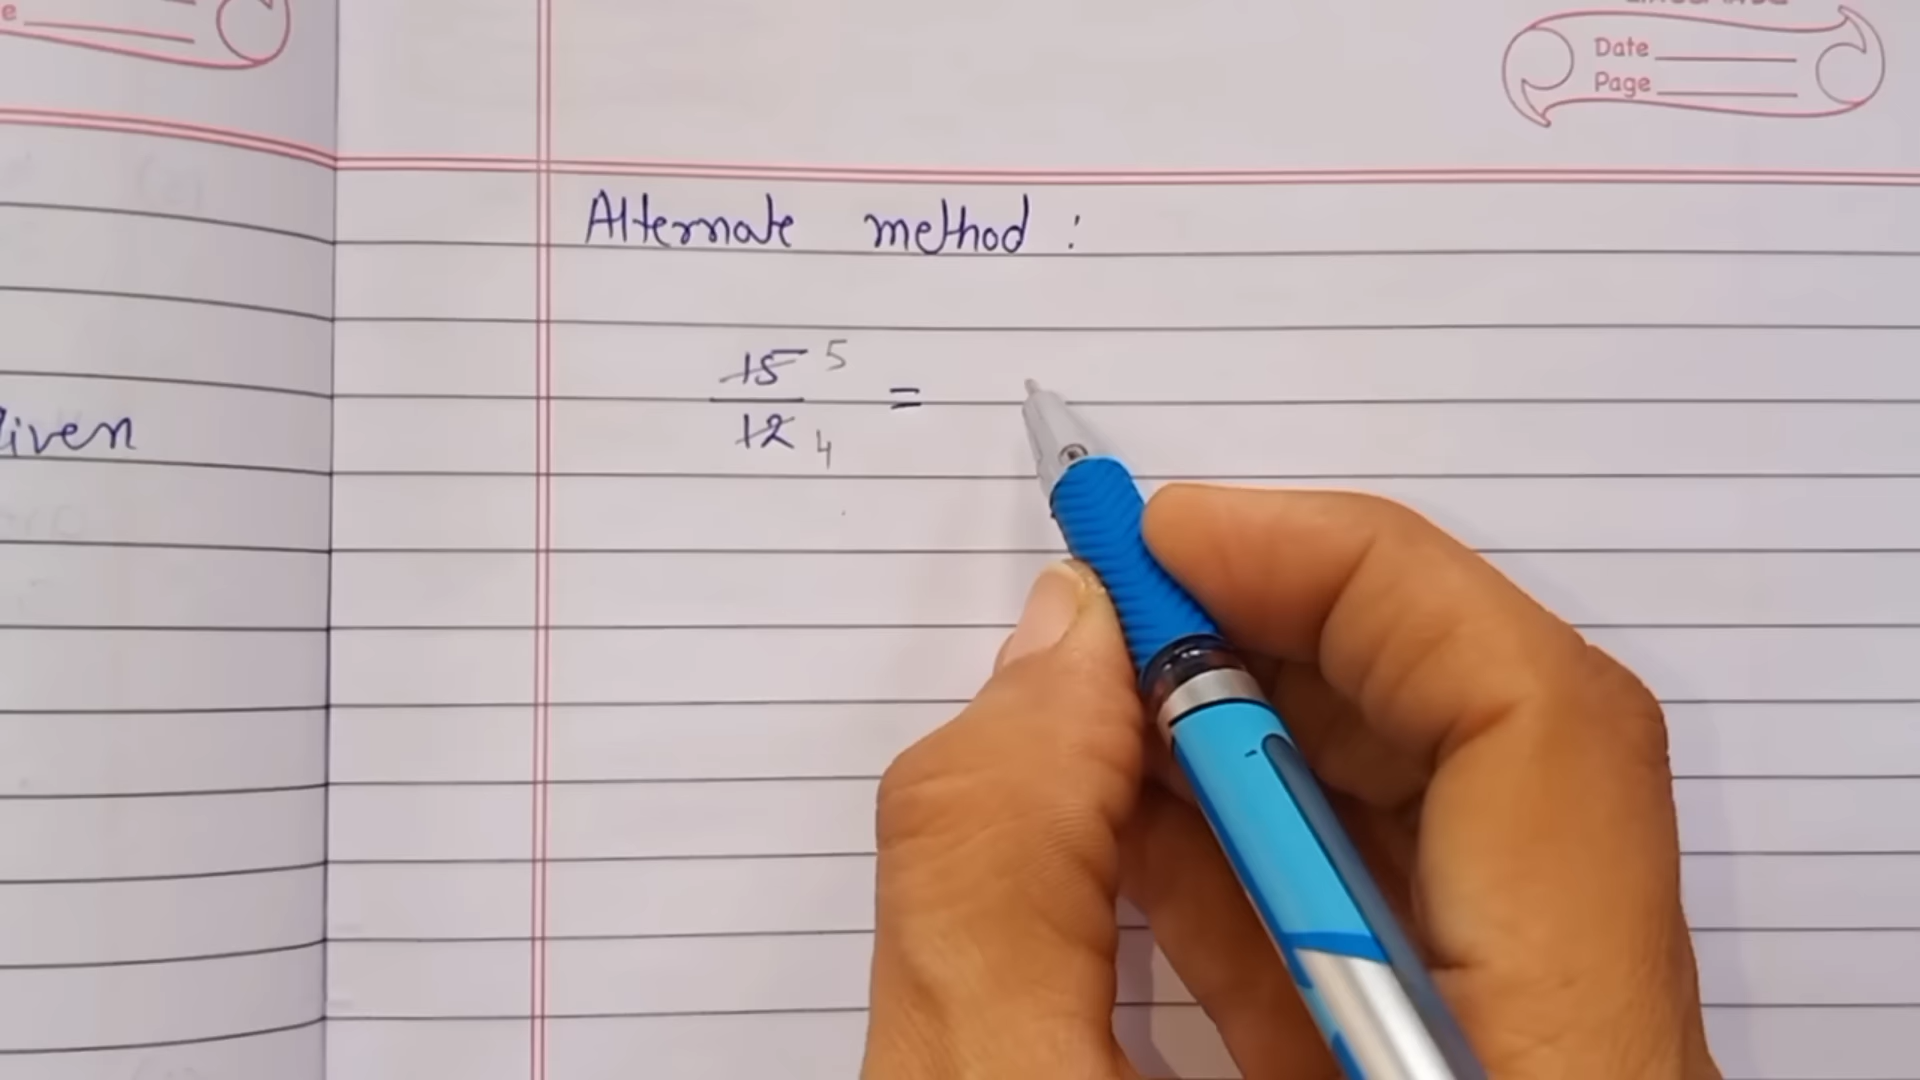 Date
Page
Alternate method :
15 5
=
12 4
iven